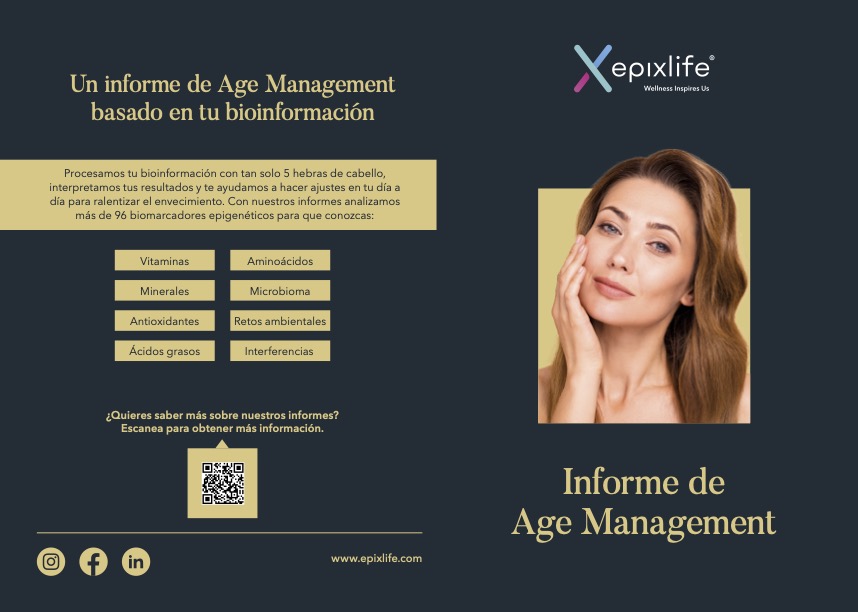 Un informe de Age Management
basado en tu bioinformación
Procesamos tu bioinformación con tan solo 5 hebras de cabello,
interpretamos tus resultados y te ayudamos a hacer ajustes en tu día a
día para ralentizar el envecimiento. Con nuestros informes analizamos
más de 96 biomarcadores epigenéticos para que conozcas:
Vitaminas
Aminoácidos
Minerales
Microbioma
Antioxidantes
Retos ambientales
Ácidos grasos
Interferencias
¿Quieres saber más sobre nuestros informes?
Escanea para obtener más información.
in
www.epixlife.com
epixlife®
Wellness Inspires Us
Informe de
Age Management